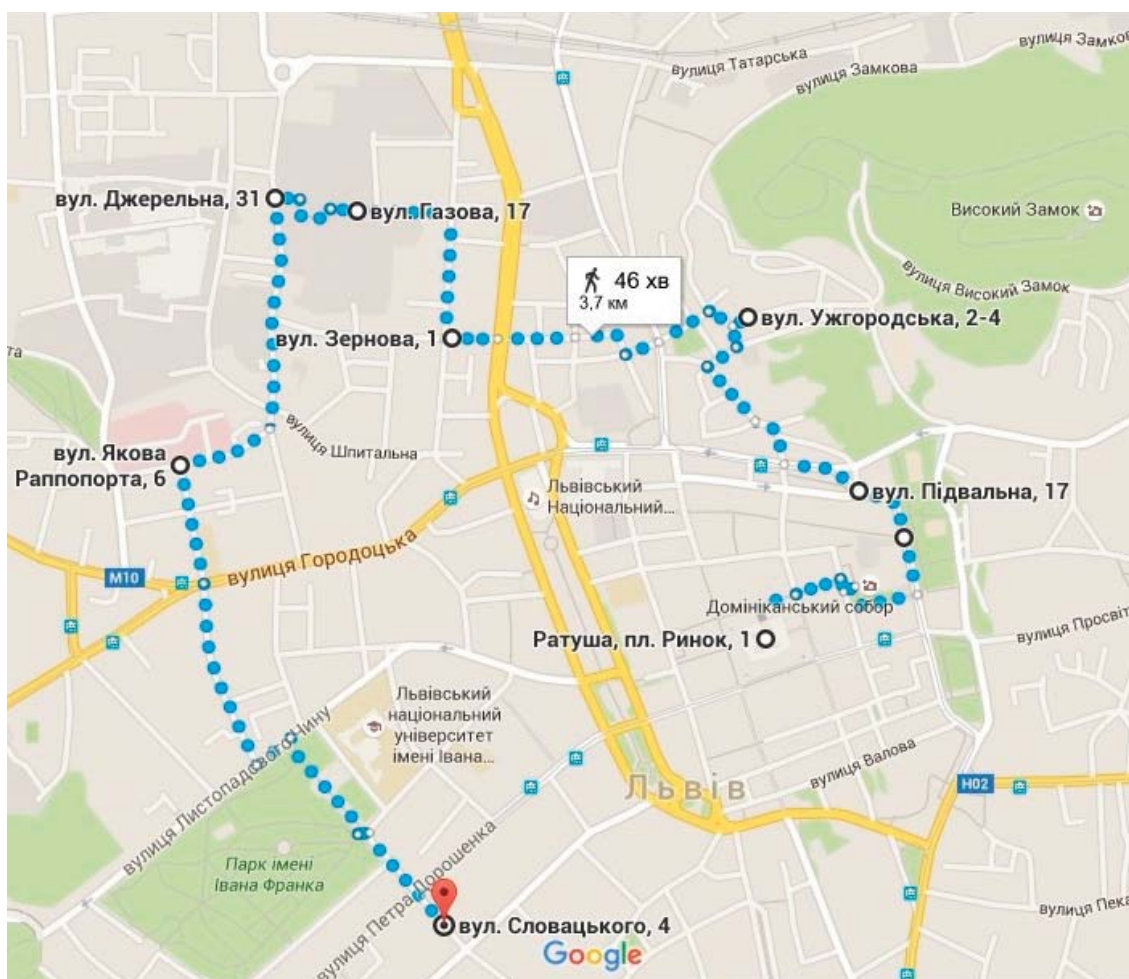 вулиця Татарська
вулиця Замкова
вулиця Замкова
вул. Джерельна, 31
вул. Газова, 17
Високий Замок
46 хв
3,7 км
вулиця Високий Замок
вул. Зернова, 1
вул. Ужгородська, 2-4
вул. Якова
Раппопорта, 6
вулиця Шпитальна
Львівський
Національний...
вул. Підвальна, 17
вулиця Городоцька
M10
Домініканський собор
Ратуша, пл. Ринок, 1
вулиця Просвіт
Львівський
національний
університет
імені Івана...
вулиця Листопадового Чину
вулиця Валова
Львів
H02
Парк імені
Івана Франка
вулиця Петра Дорошенка
вул. Словацького, 4
вулиця Пека
Google